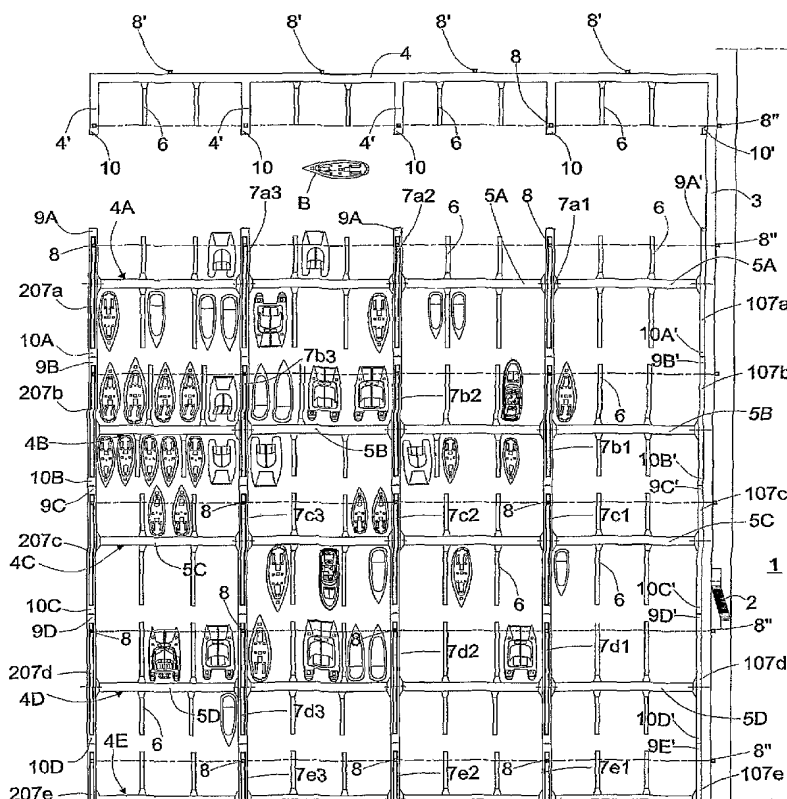 8' 8' 8' 8'
4
8
4' 6 4' 4' 6 6 8"
10 10 10 10 10'
B 3
7a3 7a2 5A 7a1 9A'
9A 4A 9A 6 8 6
8 8"
5A
207a 107a
10A 10A'
9B 9B'
7b3 107b
207b 7b2 6
5B
4B 5B 7b1
10B 10B'
9C 9C'
8 8 107c
207c 7c3 7c2 7c1 5C
4C 5C 1
10C 8 6 6 10C' 2
9D 9D'
8 8 8"
207d 7d2 7d1 107d
4D 5D 5D
7d3
6 10D'
10D 4E 9E'
8 8 8 8"
207e 7e3 7e2 7e1 107e